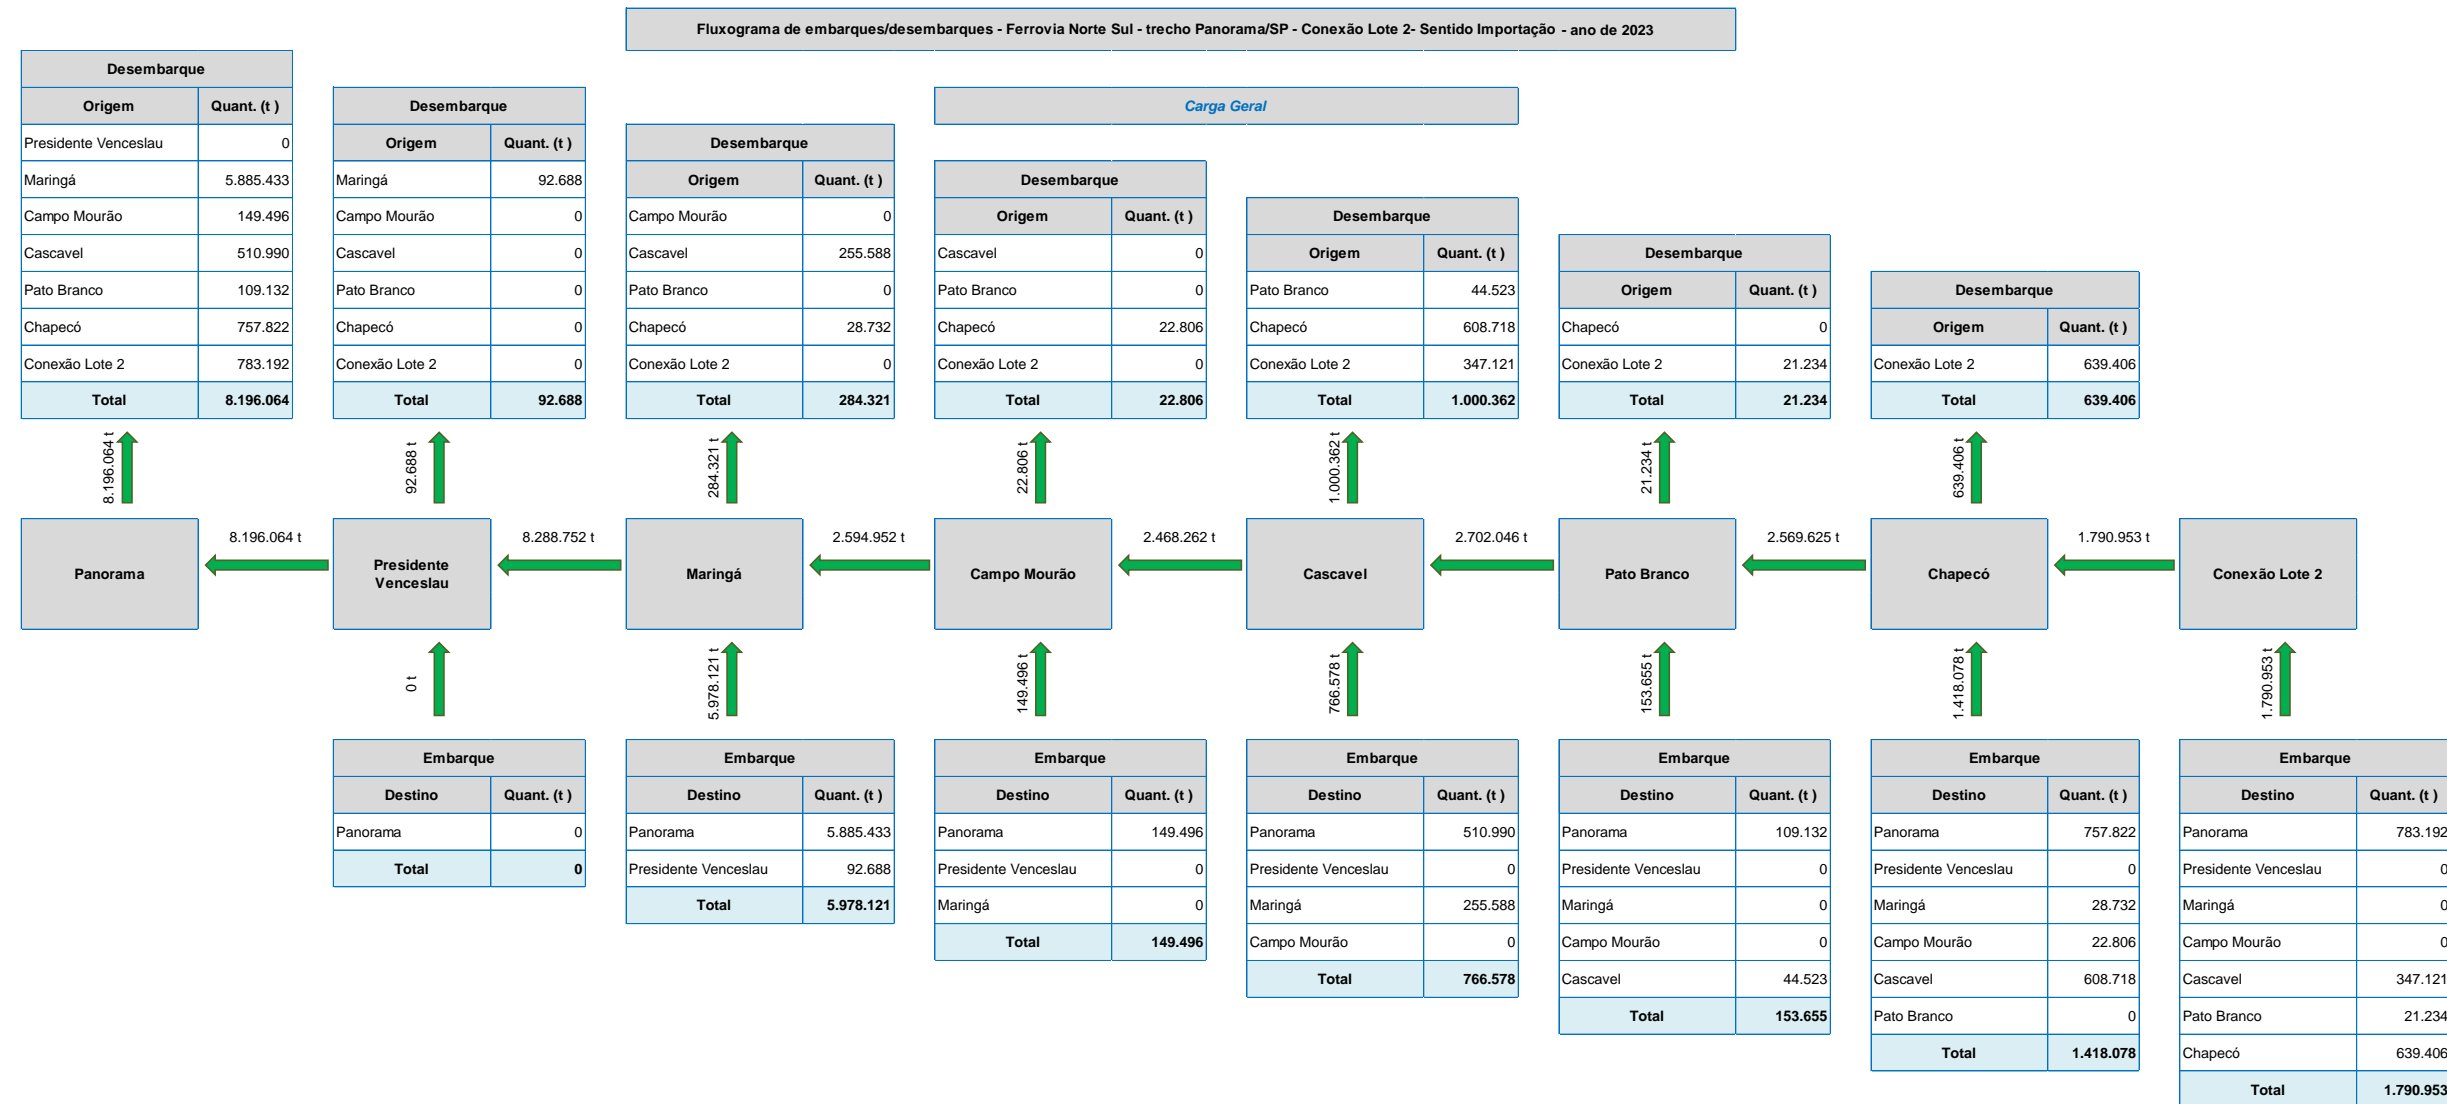 Fluxograma de embarques/desembarques - Ferrovia Norte Sul - trecho Panorama/SP - Conexão Lote 2- Sentido Importação - ano de 2023
Carga Geral
Desembarque
Origem Quant. (t )
Presidente Venceslau 0
Maringá 5.885.433
Campo Mourão 149.496
Cascavel 510.990
Pato Branco 109.132
Chapecó 757.822
Conexão Lote 2 783.192
Total 8.196.064
Desembarque
Origem Quant. (t )
Maringá 92.688
Campo Mourão 0
Cascavel 0
Pato Branco 0
Chapecó 0
Conexão Lote 2 0
Total 92.688
Desembarque
Origem Quant. (t )
Campo Mourão 0
Cascavel 255.588
Pato Branco 0
Chapecó 28.732
Conexão Lote 2 0
Total 284.321
Desembarque
Origem Quant. (t )
Cascavel 0
Pato Branco 0
Chapecó 22.806
Conexão Lote 2 0
Total 22.806
Desembarque
Origem Quant. (t )
Pato Branco 44.523
Chapecó 608.718
Conexão Lote 2 347.121
Total 1.000.362
Desembarque
Origem Quant. (t )
Chapecó 0
Conexão Lote 2 21.234
Total 21.234
Desembarque
Origem Quant. (t )
Conexão Lote 2 639.406
Total 639.406
8.196.064 t
92.688 t
284.321 t
22.806 t
1.000.362 t
21.234 t
639.406 t
Panorama
8.196.064 t
Presidente
Venceslau
8.288.752 t
Maringá
2.594.952 t
Campo Mourão
2.468.262 t
Cascavel
2.702.046 t
Pato Branco
2.569.625 t
Chapecó
1.790.953 t
Conexão Lote 2
0 t
5.978.121 t
149.496 t
766.578 t
153.655 t
1.418.078 t
1.790.953 t
Embarque
Destino Quant. (t )
Panorama 0
Total 0
Embarque
Destino Quant. (t )
Panorama 5.885.433
Presidente Venceslau 92.688
Total 5.978.121
Embarque
Destino Quant. (t )
Panorama 149.496
Presidente Venceslau 0
Maringá 0
Total 149.496
Embarque
Destino Quant. (t )
Panorama 510.990
Presidente Venceslau 0
Maringá 255.588
Campo Mourão 0
Total 766.578
Embarque
Destino Quant. (t )
Panorama 109.132
Presidente Venceslau 0
Maringá 0
Campo Mourão 0
Cascavel 44.523
Total 153.655
Embarque
Destino Quant. (t )
Panorama 757.822
Presidente Venceslau 0
Maringá 28.732
Campo Mourão 22.806
Cascavel 608.718
Pato Branco 0
Total 1.418.078
Embarque
Destino Quant. (t )
Panorama 783.192
Presidente Venceslau 0
Maringá 0
Campo Mourão 0
Cascavel 347.121
Pato Branco 21.234
Chapecó 639.406
Total 1.790.953